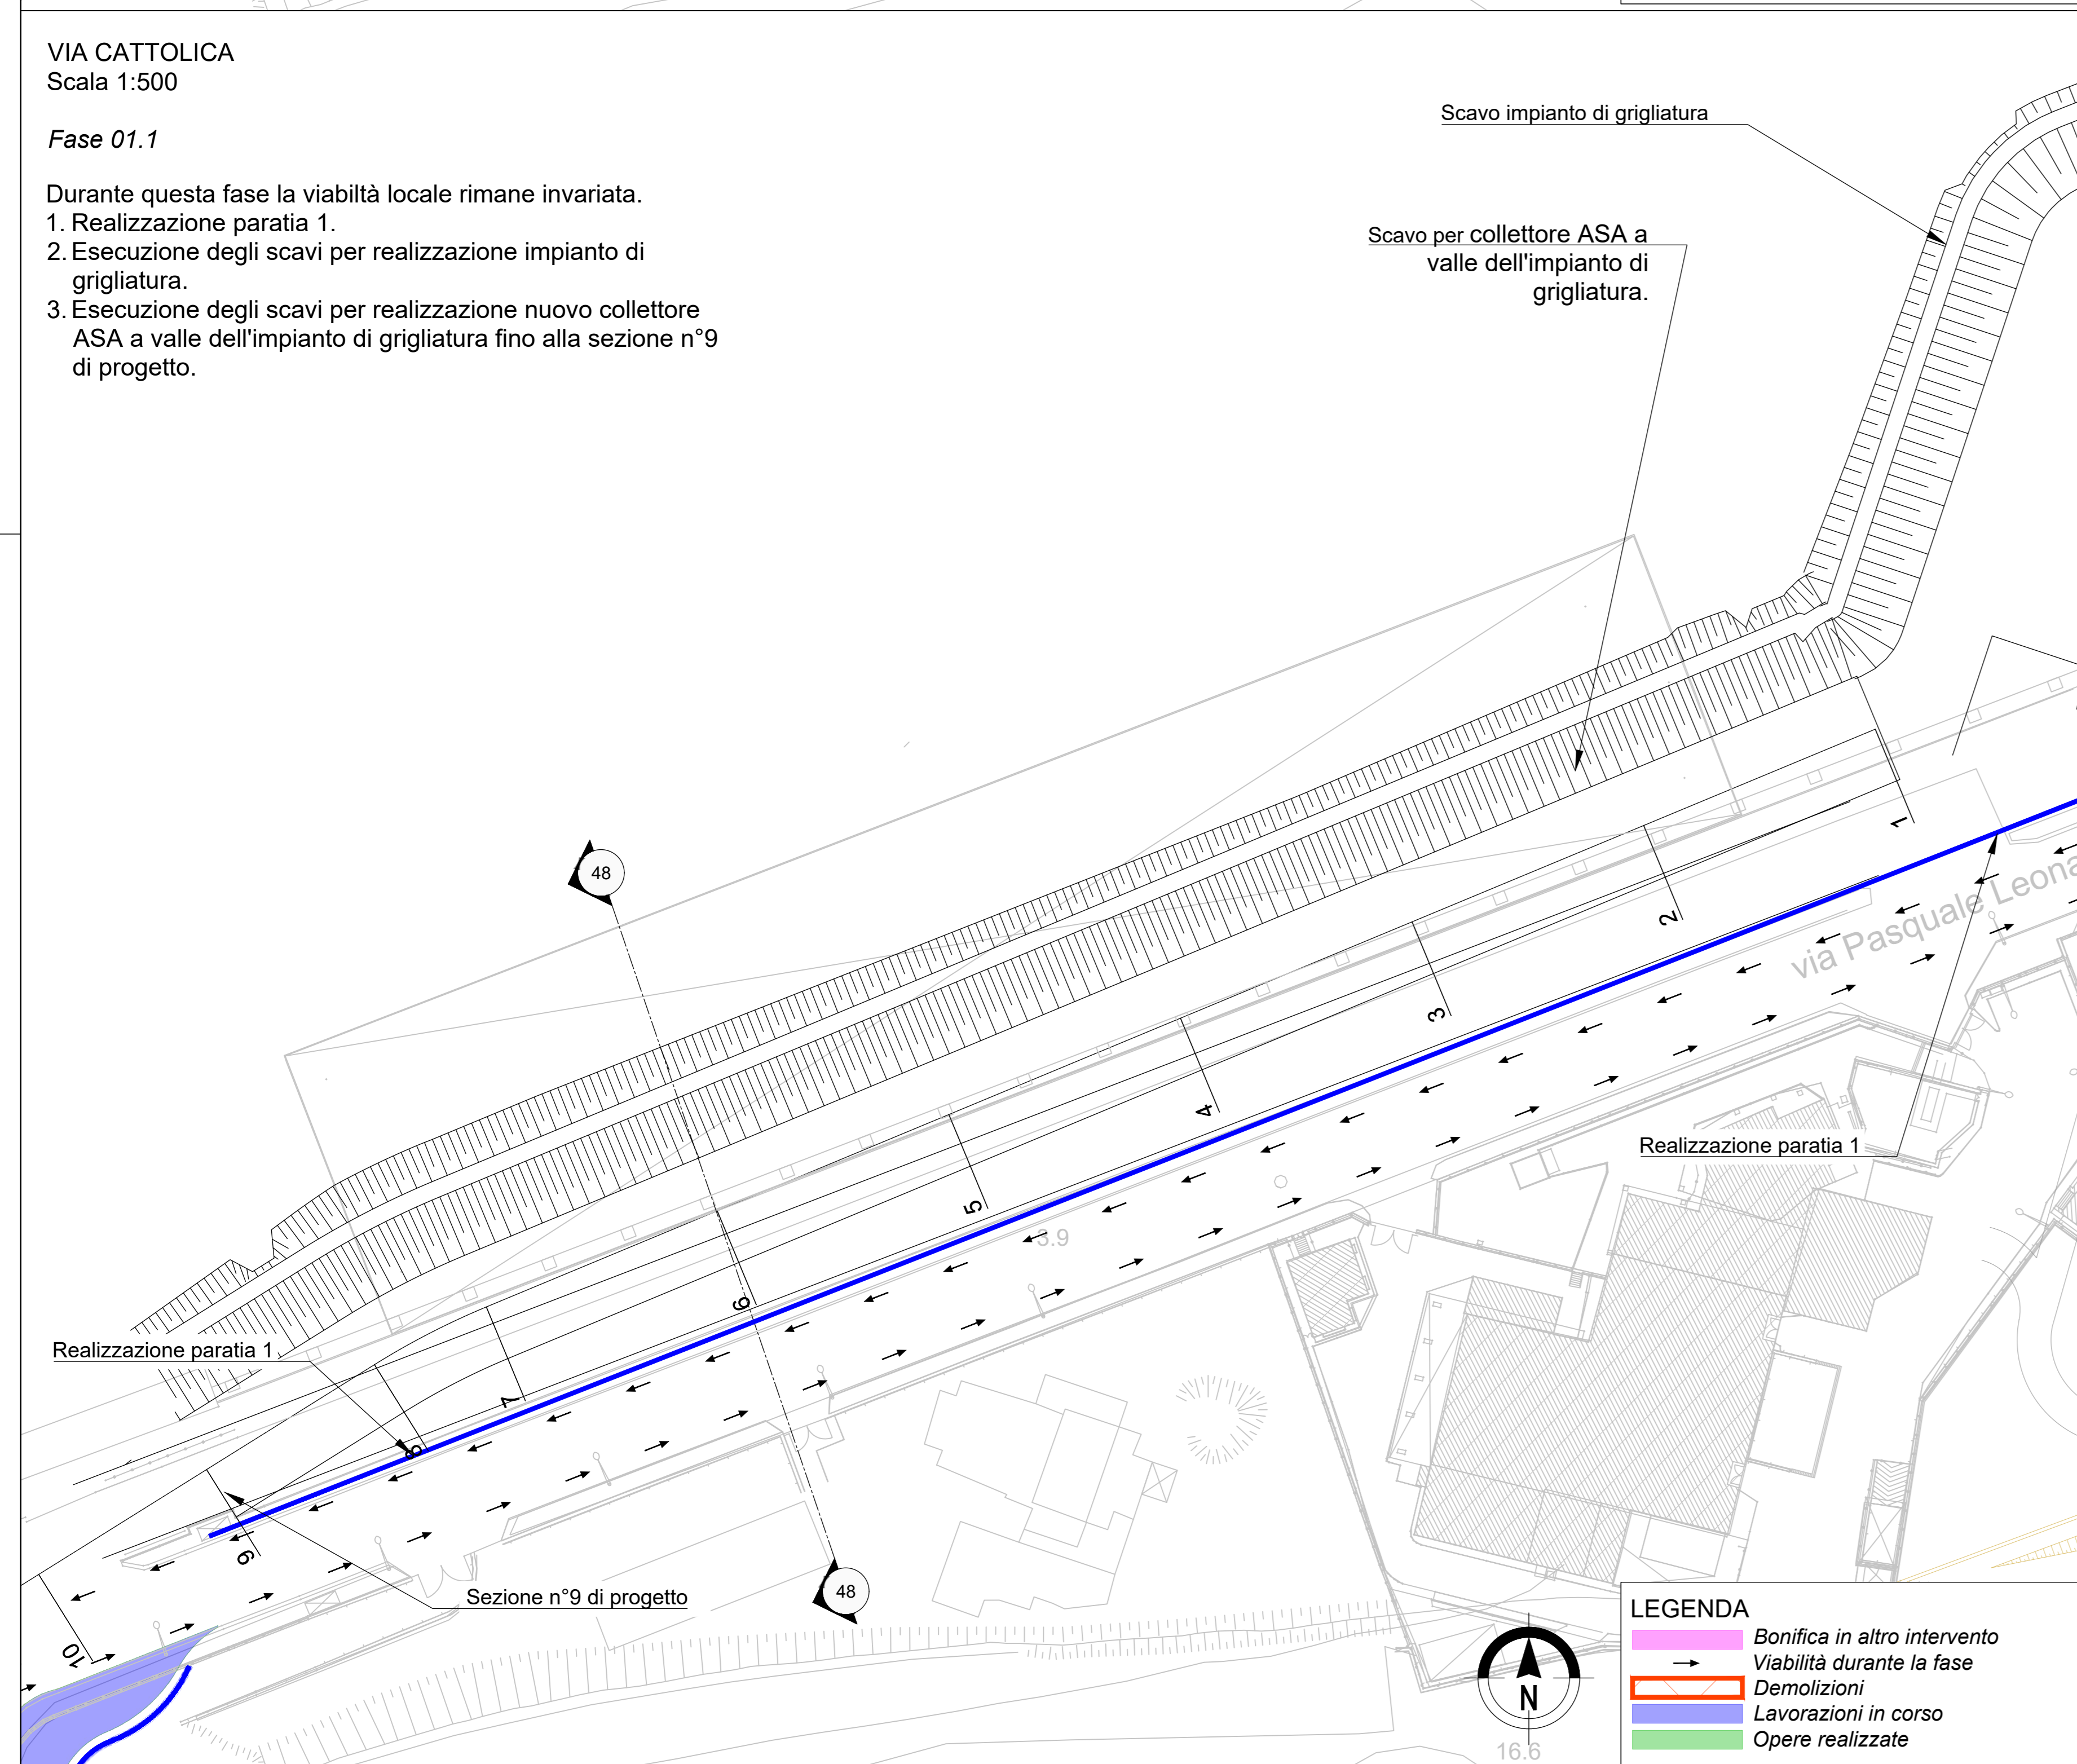 VIA CATTOLICA
Scala 1:500
Fase 01.1
Durante questa fase la viabiltà locale rimane invariata.
1. Realizzazione paratia 1.
2. Esecuzione degli scavi per realizzazione impianto di
grigliatura.
3. Esecuzione degli scavi per realizzazione nuovo collettore
ASA a valle dell'impianto di grigliatura fino alla sezione n°9
di progetto.
Scavo impianto di grigliatura
Scavo per collettore ASA a
valle dell'impianto di
grigliatura.
48
1
2
via Pasquale Leona
3
4
Realizzazione paratia 1
5
3.9
6
Realizzazione paratia 1
7
8
9
Sezione n°9 di progetto
48
10
N
16.6
LEGENDA
Bonifica in altro intervento
Viabilità durante la fase
Demolizioni
Lavorazioni in corso
Opere realizzate